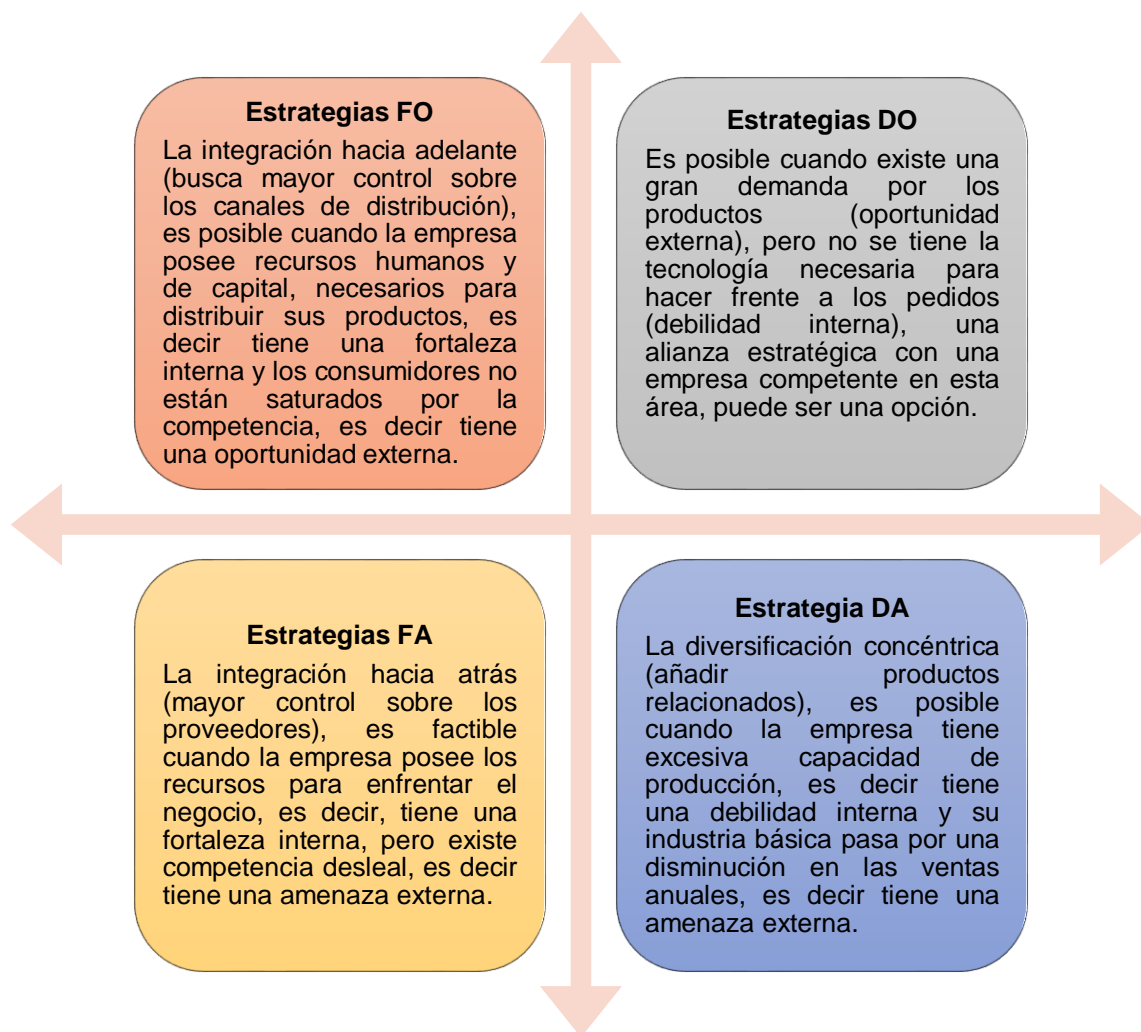 Estrategias FO
La integración hacia adelante
(busca mayor control sobre
los canales de distribución),
es posible cuando la empresa
posee recursos humanos y
de capital, necesarios para
distribuir sus productos, es
decir tiene una fortaleza
interna y los consumidores no
están saturados por la
competencia, es decir tiene
una oportunidad externa.
Estrategias DO
Es posible cuando existe una
gran demanda por los
productos (oportunidad
externa), pero no se tiene la
tecnología necesaria para
hacer frente a los pedidos
(debilidad interna), una
alianza estratégica con una
empresa competente en esta
área, puede ser una opción.
Estrategias FA
La integración hacia atrás
(mayor control sobre los
proveedores), es factible
cuando la empresa posee los
recursos para enfrentar el
negocio, es decir, tiene una
fortaleza interna, pero existe
competencia desleal, es decir
tiene una amenaza externa.
Estrategia DA
La diversificación concéntrica
(añadir productos
relacionados), es posible
cuando la empresa tiene
excesiva capacidad de
producción, es decir tiene
una debilidad interna y su
industria básica pasa por una
disminución en las ventas
anuales, es decir tiene una
amenaza externa.